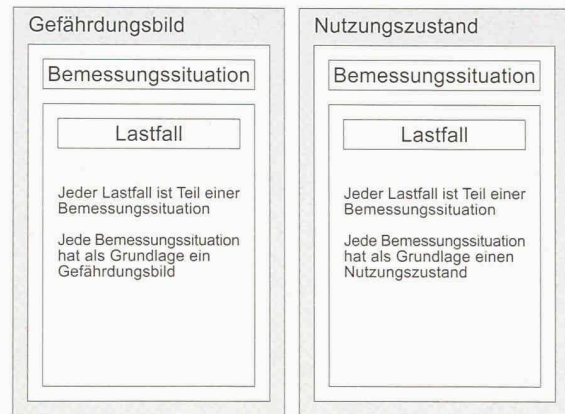 Gefährdungsbild
Bemessungssituation
Lastfall
Jeder Lastfall ist Teil einer
Bemessungssituation
Jede Bemessungssituation
hat als Grundlage ein
Gefährdungsbild
Nutzungszustand
Bemessungssituation
Lastfall
Jeder Lastfall ist Teil einer
Bemessungssituation
Jede Bemessungssituation
hat als Grundlage einen
Nutzungszustand